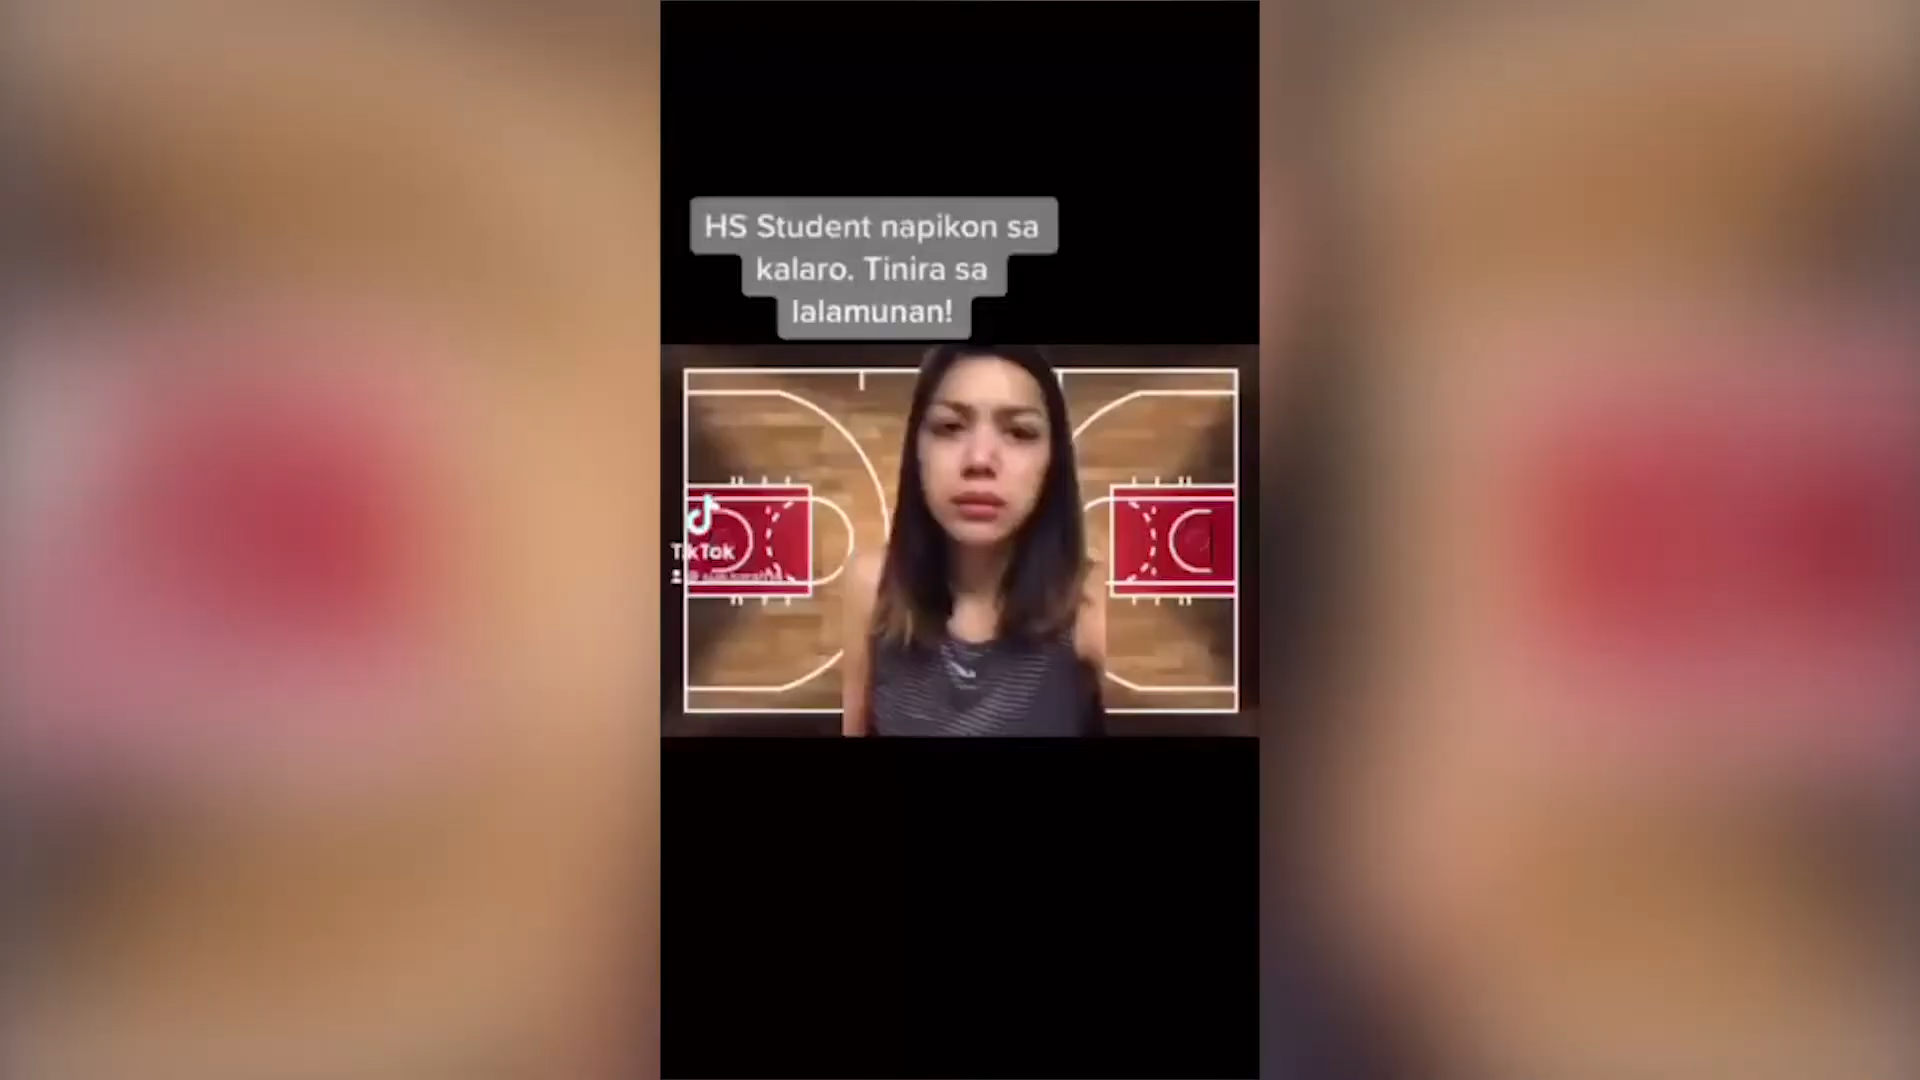 HS Student napikon sa
kalaro. Tinira sa
lalamunan!
TikTok